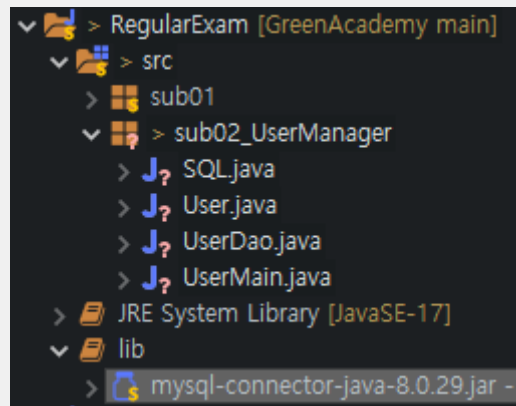 > RegularExam [GreenAcademy main]
> src
sub01
> sub02_UserManager
SQL.java
User.java
UserDao.java
UserMain.java
JRE System Library [JavaSE-17]
lib
mysql-connector-java-8.0.29.jar -